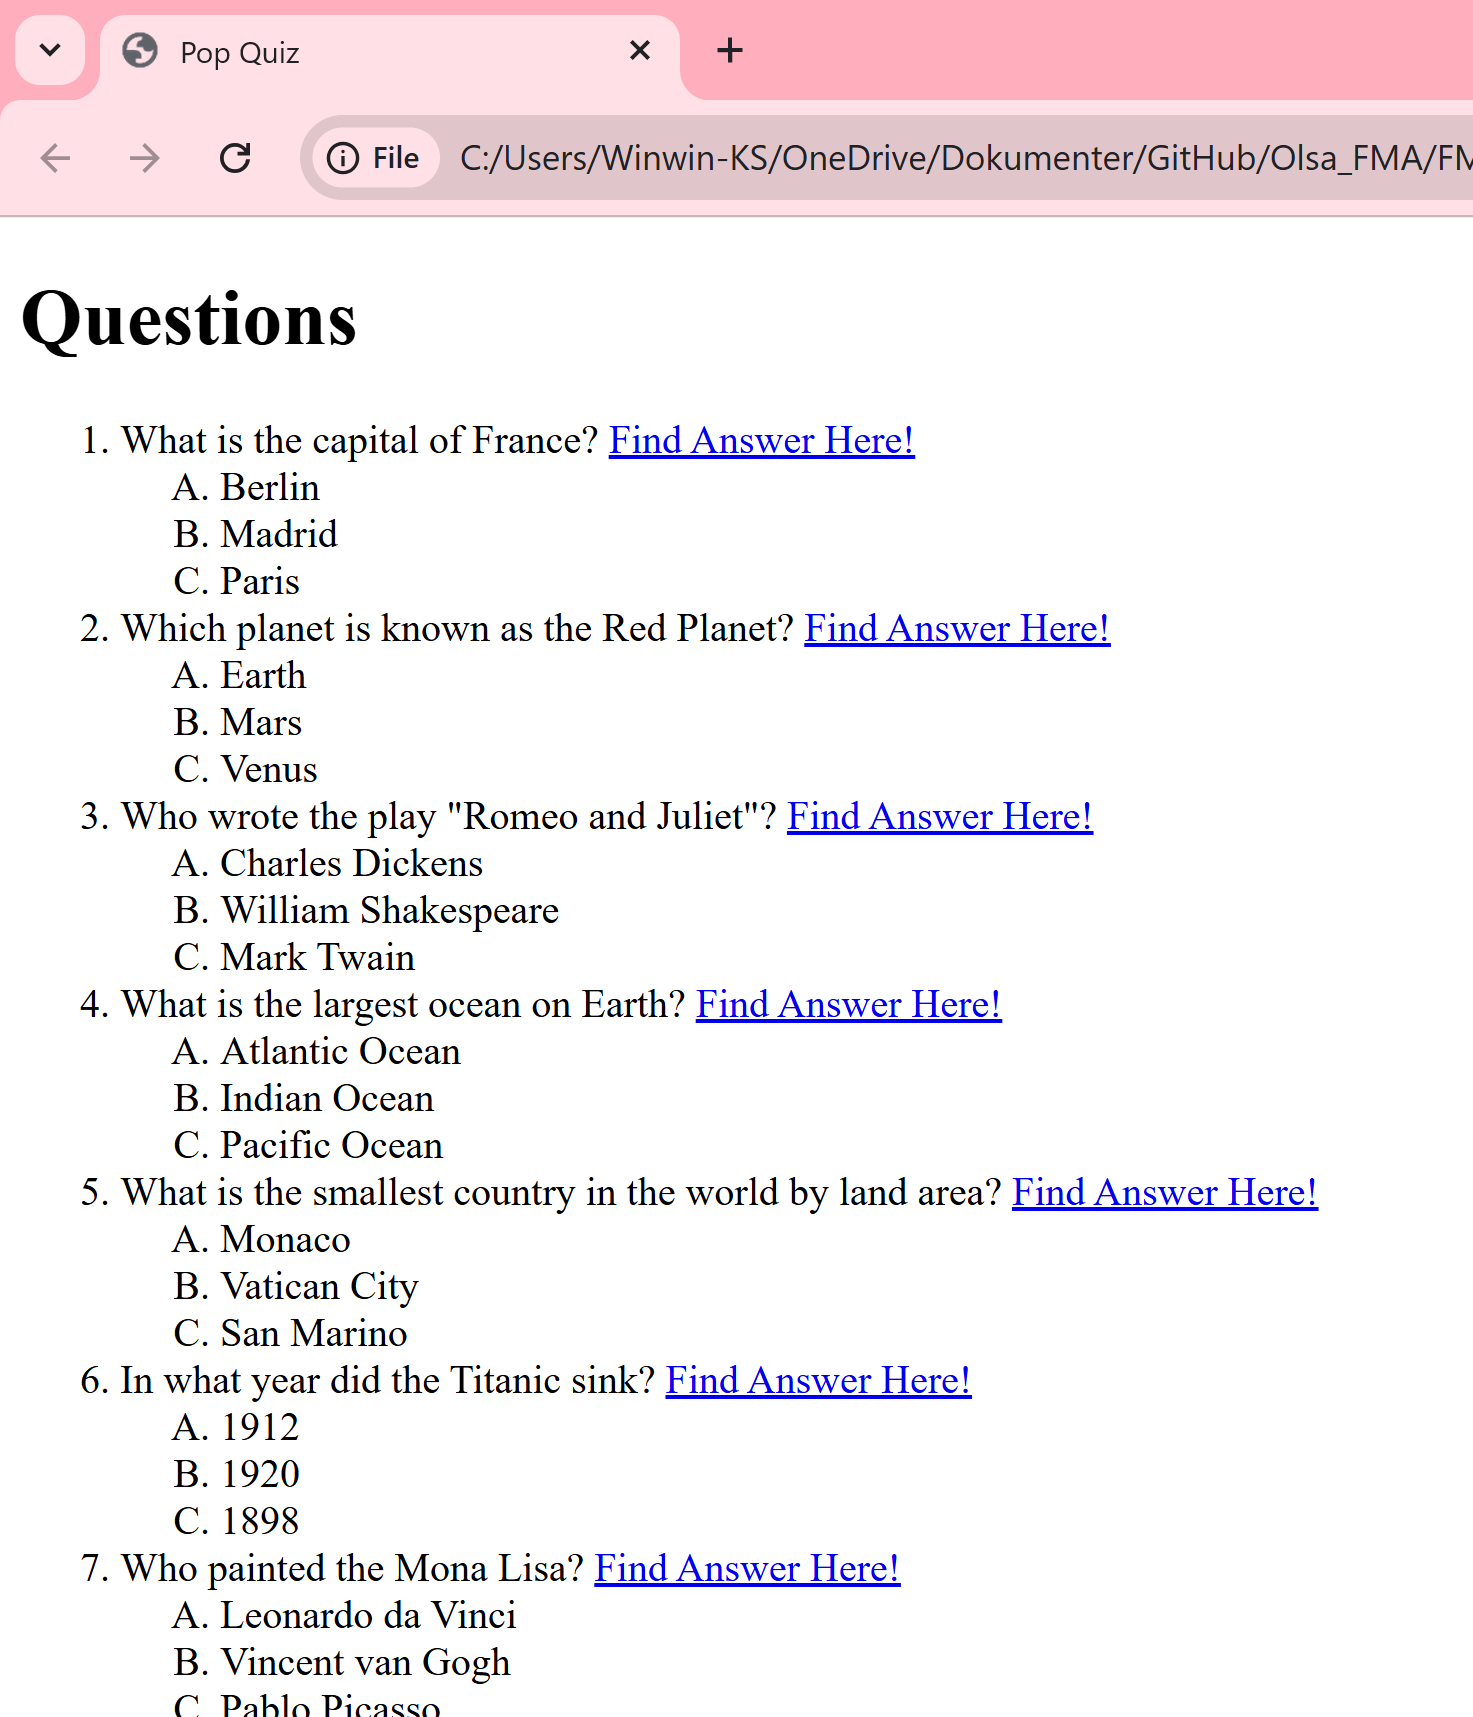 Pop Quiz
File C:/Users/Winwin-KS/OneDrive/Dokumenter/GitHub/Olsa_FMA/FM
Questions
1. What is the capital of France? Find Answer Here!
A. Berlin
B. Madrid
C. Paris
2. Which planet is known as the Red Planet? Find Answer Here!
A. Earth
B. Mars
C. Venus
3. Who wrote the play "Romeo and Juliet"? Find Answer Here!
A. Charles Dickens
B. William Shakespeare
C. Mark Twain
4. What is the largest ocean on Earth? Find Answer Here!
A. Atlantic Ocean
B. Indian Ocean
C. Pacific Ocean
5. What is the smallest country in the world by land area? Find Answer Here!
A. Monaco
B. Vatican City
C. San Marino
6. In what year did the Titanic sink? Find Answer Here!
A. 1912
B. 1920
C. 1898
7. Who painted the Mona Lisa? Find Answer Here!
A. Leonardo da Vinci
B. Vincent van Gogh
C. Pablo Picasso